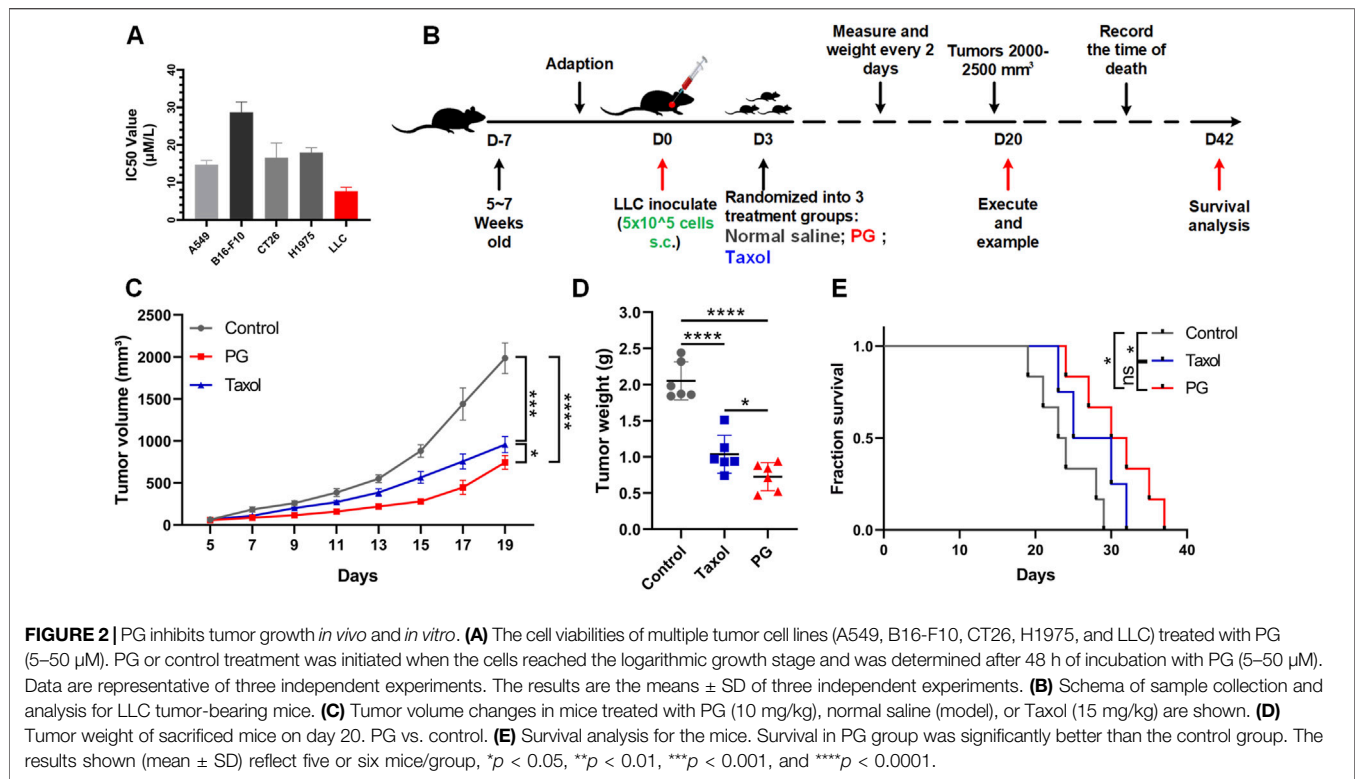 A
IC50 Value
(µM/L)
40
30
20
10
0
A549
B16-F10
CT26
H1975
LLC
B
Adaption
Measure and
weight every 2
days
Tumors 2000-
2500 mm³
Record
the time of
death
D-7
D0
D3
D20
D42
5~7
Weeks
old
LLC inoculate
(5x10^5 cells
s.c.)
Randomized into 3
treatment groups:
Normal saline; PG ;
Taxol
Execute
and
example
Survival
analysis
C
Tumor volume (mm³)
2500
2000
1500
1000
500
0
5 7 9 11 13 15 17 19
Days
Control
PG
Taxol
***
*
****
D
Tumor weight (g)
3.0
2.5
2.0
1.5
1.0
0.5
0.0
****
****
*
Control
Taxol
PG
E
Fraction survival
1.0
0.5
0.0
0 10 20 30 40
Days
*
*
ns
Control
Taxol
PG
FIGURE 2 | PG inhibits tumor growth in vivo and in vitro. (A) The cell viabilities of multiple tumor cell lines (A549, B16-F10, CT26, H1975, and LLC) treated with PG
(5–50 µM). PG or control treatment was initiated when the cells reached the logarithmic growth stage and was determined after 48 h of incubation with PG (5–50 µM).
Data are representative of three independent experiments. The results are the means ± SD of three independent experiments. (B) Schema of sample collection and
analysis for LLC tumor-bearing mice. (C) Tumor volume changes in mice treated with PG (10 mg/kg), normal saline (model), or Taxol (15 mg/kg) are shown. (D)
Tumor weight of sacrificed mice on day 20. PG vs. control. (E) Survival analysis for the mice. Survival in PG group was significantly better than the control group. The
results shown (mean ± SD) reflect five or six mice/group, *p < 0.05, **p < 0.01, ***p < 0.001, and ****p < 0.0001.